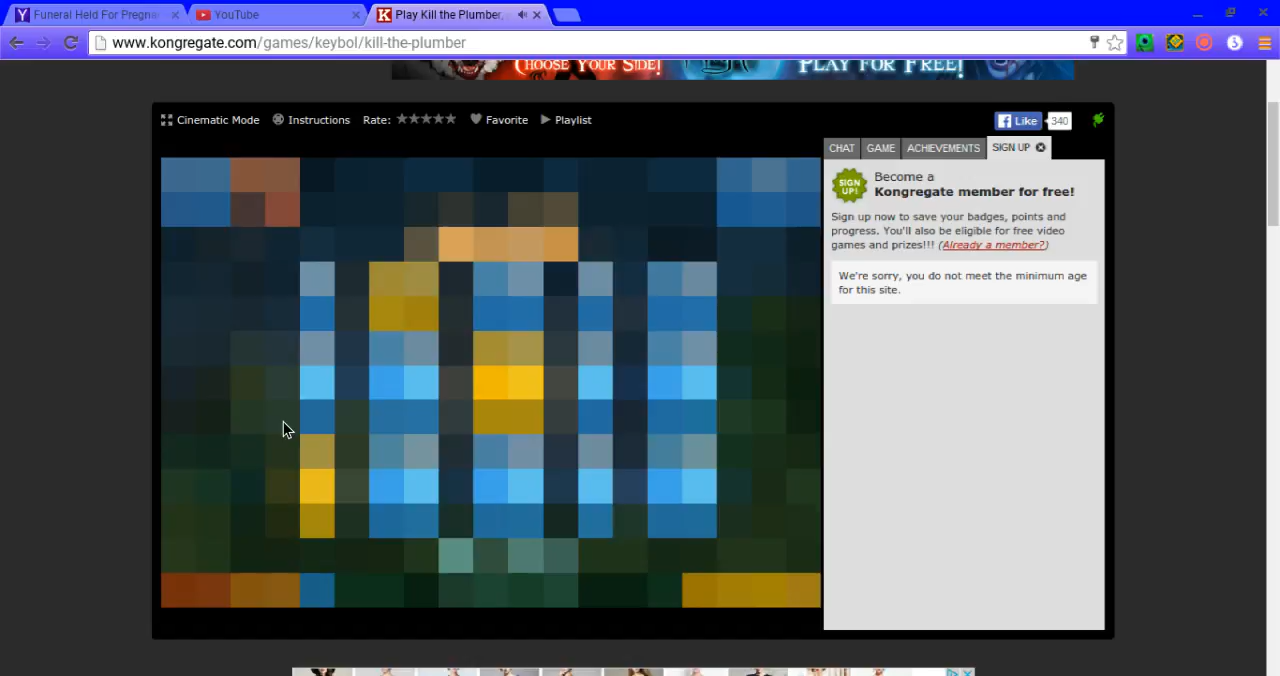 Funeral Held For Pregna
YouTube
Play Kill the Plumber,
www.kongregate.com/games/keybol/kill-the-plumber
CHOOSE YOUR SIDE!
PLAY FOR FREE!
Cinematic Mode
Instructions
Rate:
Favorite
Playlist
Like
340
CHAT
GAME
ACHIEVEMENTS
SIGN UP
SIGN UP!
Become a
Kongregate member for free!
Sign up now to save your badges, points and
progress. You'll also be eligible for free video
games and prizes!!! (Already a member?)
We're sorry, you do not meet the minimum age
for this site.